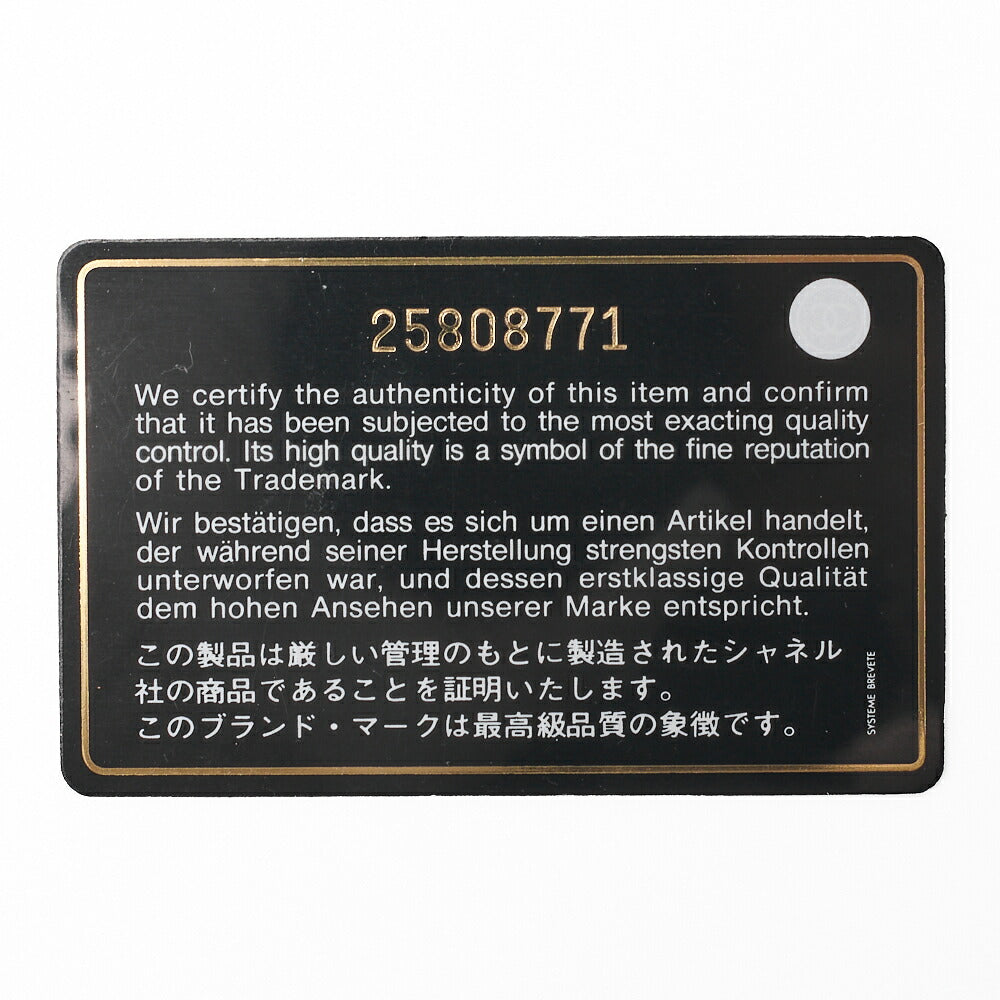 25808771
We certify the authenticity of this item and confirm
that it has been subjected to the most exacting quality
control. Its high quality is a symbol of the fine reputation
of the Trademark.
Wir bestätigen, dass es sich um einen Artikel handelt,
der während seiner Herstellung strengsten Kontrollen
unterworfen war, und dessen erstklassige Qualität
dem hohen Ansehen unserer Marke entspricht.
この製品は厳しい管理のもとに製造されたシャネル
社の商品であることを証明いたします。
このブランド・マークは最高級品質の象徴です。
SYSTEME BREVETE